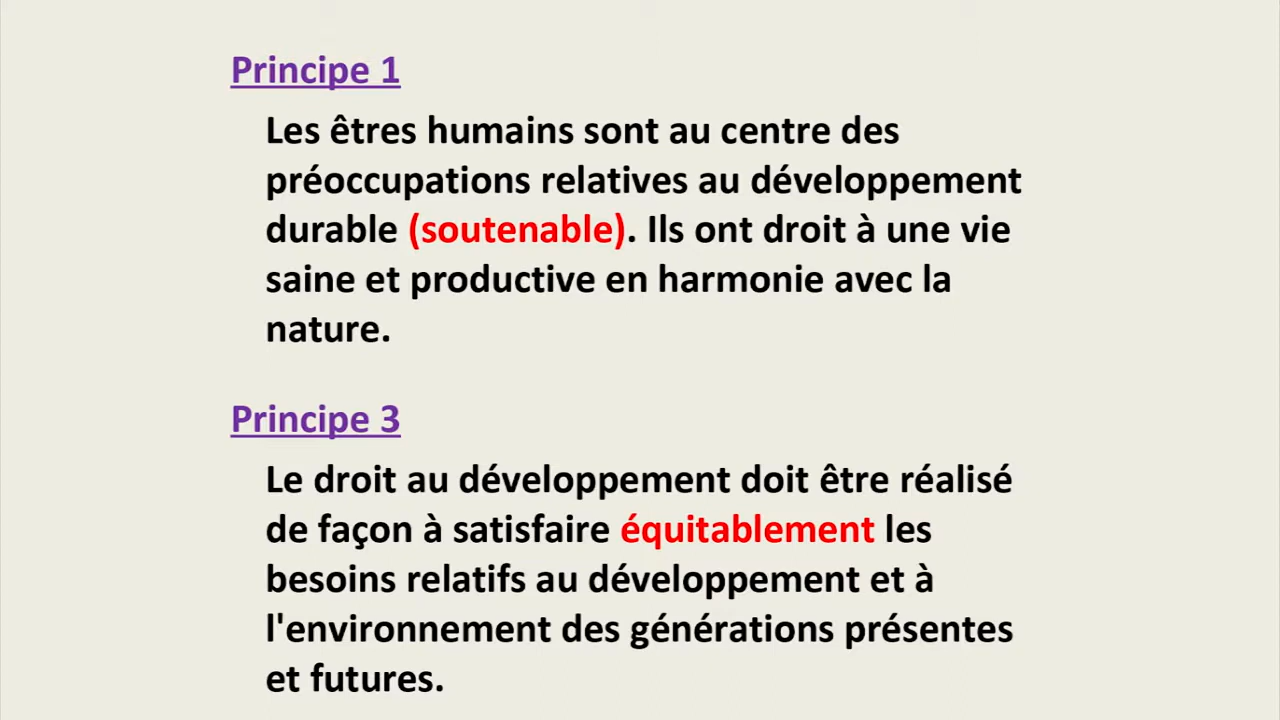 Principe 1
Les êtres humains sont au centre des
préoccupations relatives au développement
durable (soutenable). Ils ont droit à une vie
saine et productive en harmonie avec la
nature.
Principe 3
Le droit au développement doit être réalisé
de façon à satisfaire équitablement les
besoins relatifs au développement et à
l'environnement des générations présentes
et futures.